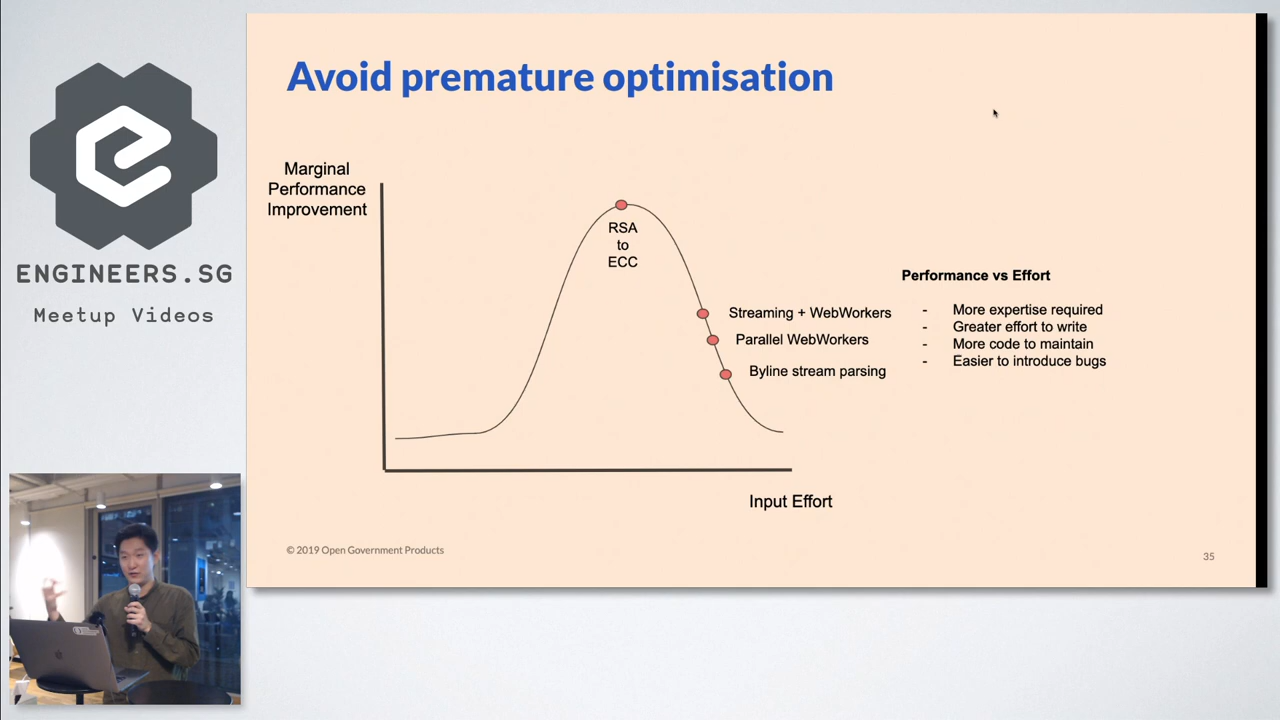 ENGINEERS.SG
Meetup Videos
Avoid premature optimisation
Marginal
Performance
Improvement
RSA
to
ECC
Streaming + WebWorkers
Parallel WebWorkers
Byline stream parsing
Input Effort
Performance vs Effort
- More expertise required
- Greater effort to write
- More code to maintain
- Easier to introduce bugs
© 2019 Open Government Products
35